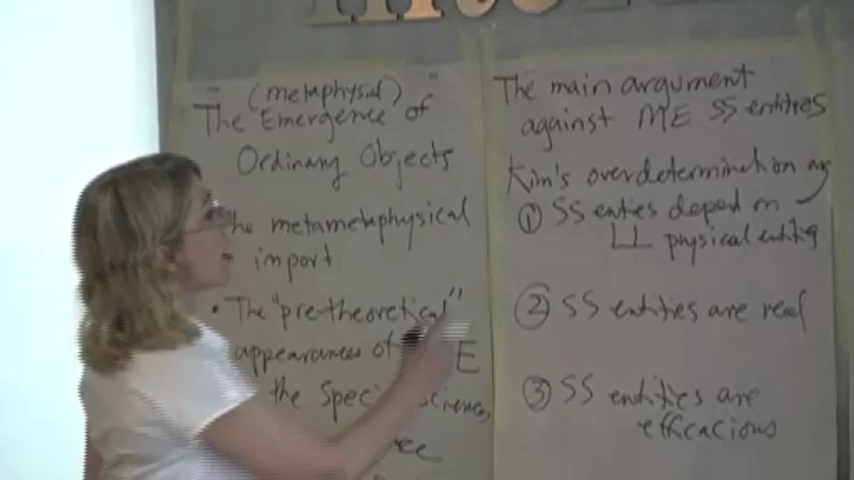 " (metaphysical) "
The Emergence of
Ordinary Objects
The metametaphysical
import
• The "pre-theoretical"
appearances of E
the Special Sciences,
The main argument
against ME SS entities
Kim's overdetermination arg
① SS enties depend on
LL physical entities
② SS entities are real
③ SS entities are
efficacious